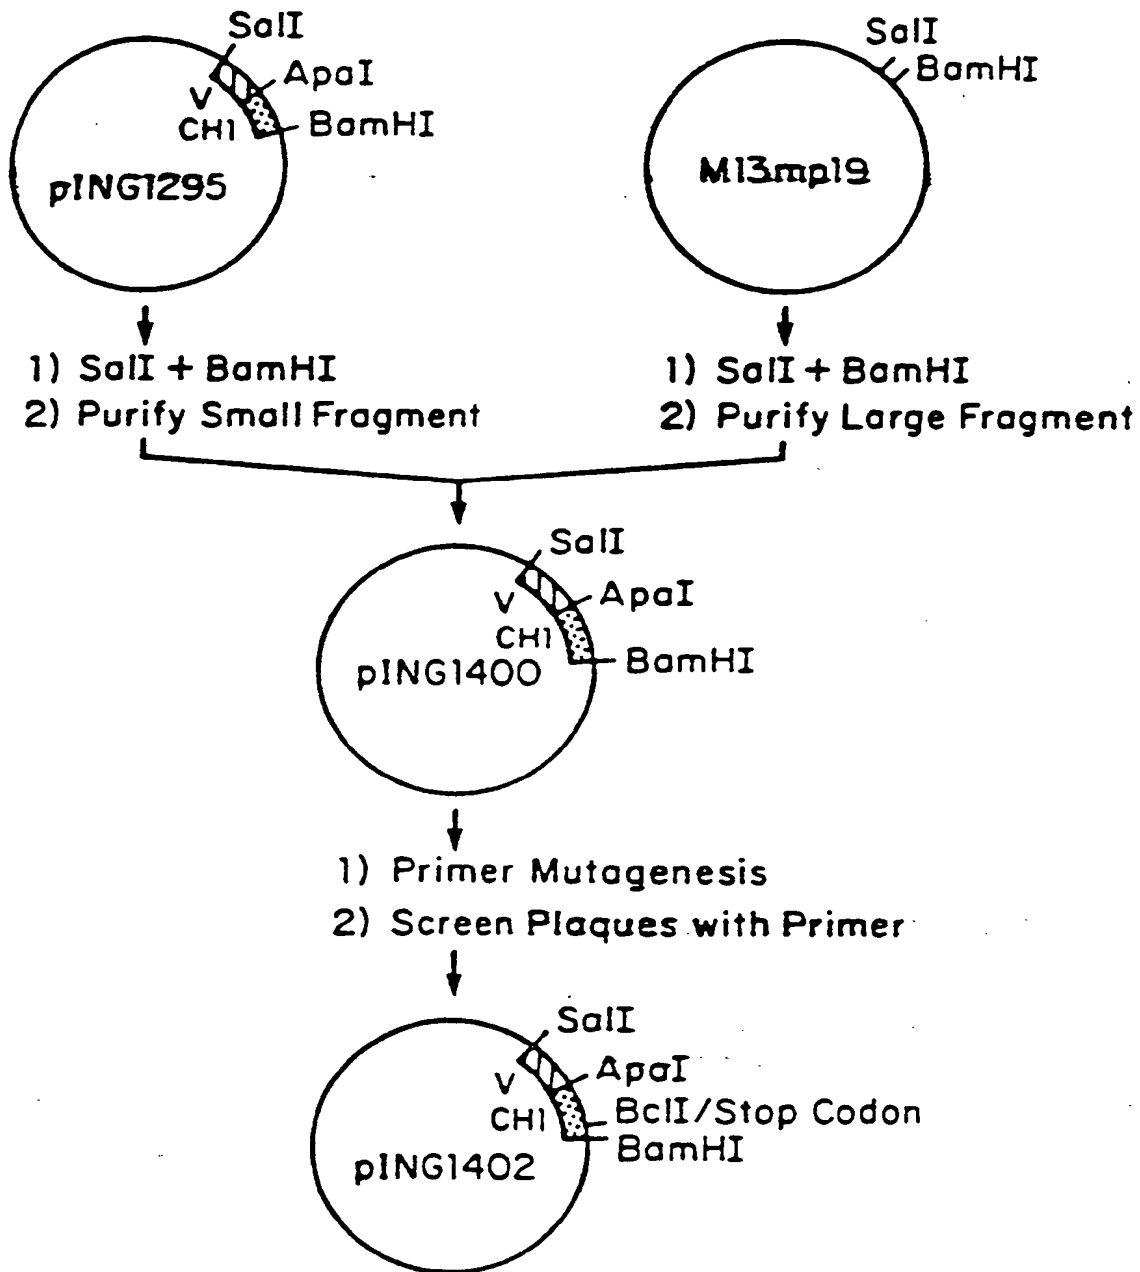 SalI
ApaI
V
CH1
BamHI
pING1295
SalI
BamHI
M13mp19
1) SalI + BamHI
2) Purify Small Fragment
1) SalI + BamHI
2) Purify Large Fragment
SalI
V
ApaI
CH1
BamHI
pING1400
1) Primer Mutagenesis
2) Screen Plaques with Primer
SalI
V
ApaI
CH1
BclI/Stop Codon
BamHI
pING1402